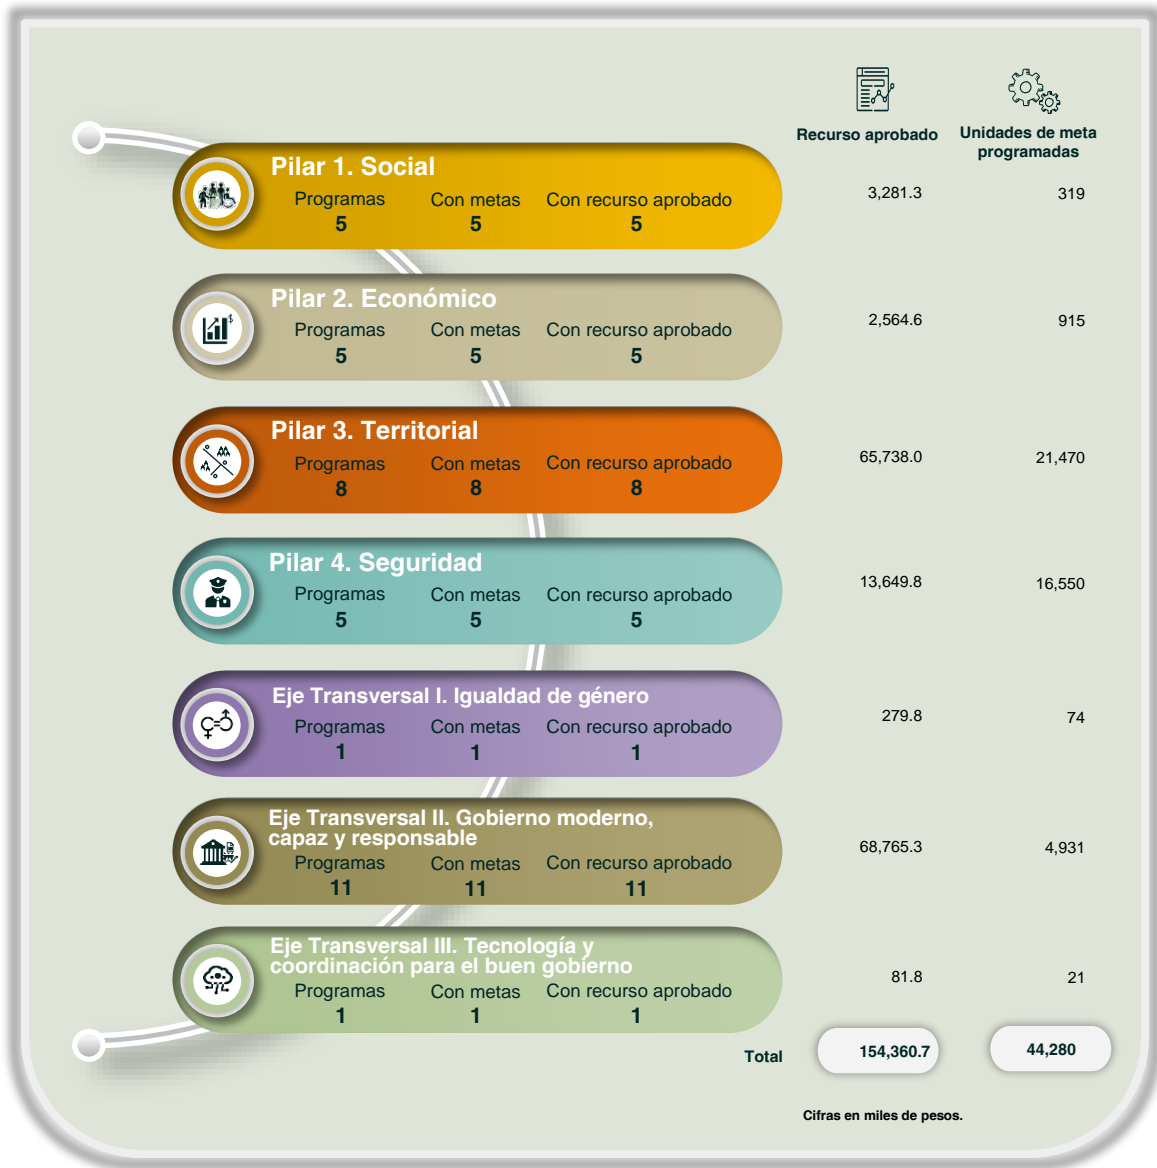 Recurso aprobado
Unidades de meta
programadas
Pilar 1. Social
Programas Con metas Con recurso aprobado
5 5 5
3,281.3 319
Pilar 2. Económico
Programas Con metas Con recurso aprobado
5 5 5
2,564.6 915
Pilar 3. Territorial
Programas Con metas Con recurso aprobado
8 8 8
65,738.0 21,470
Pilar 4. Seguridad
Programas Con metas Con recurso aprobado
5 5 5
13,649.8 16,550
Eje Transversal I. Igualdad de género
Programas Con metas Con recurso aprobado
1 1 1
279.8 74
Eje Transversal II. Gobierno moderno,
capaz y responsable
Programas Con metas Con recurso aprobado
11 11 11
68,765.3 4,931
Eje Transversal III. Tecnología y
coordinación para el buen gobierno
Programas Con metas Con recurso aprobado
1 1 1
81.8 21
Total 154,360.7 44,280
Cifras en miles de pesos.